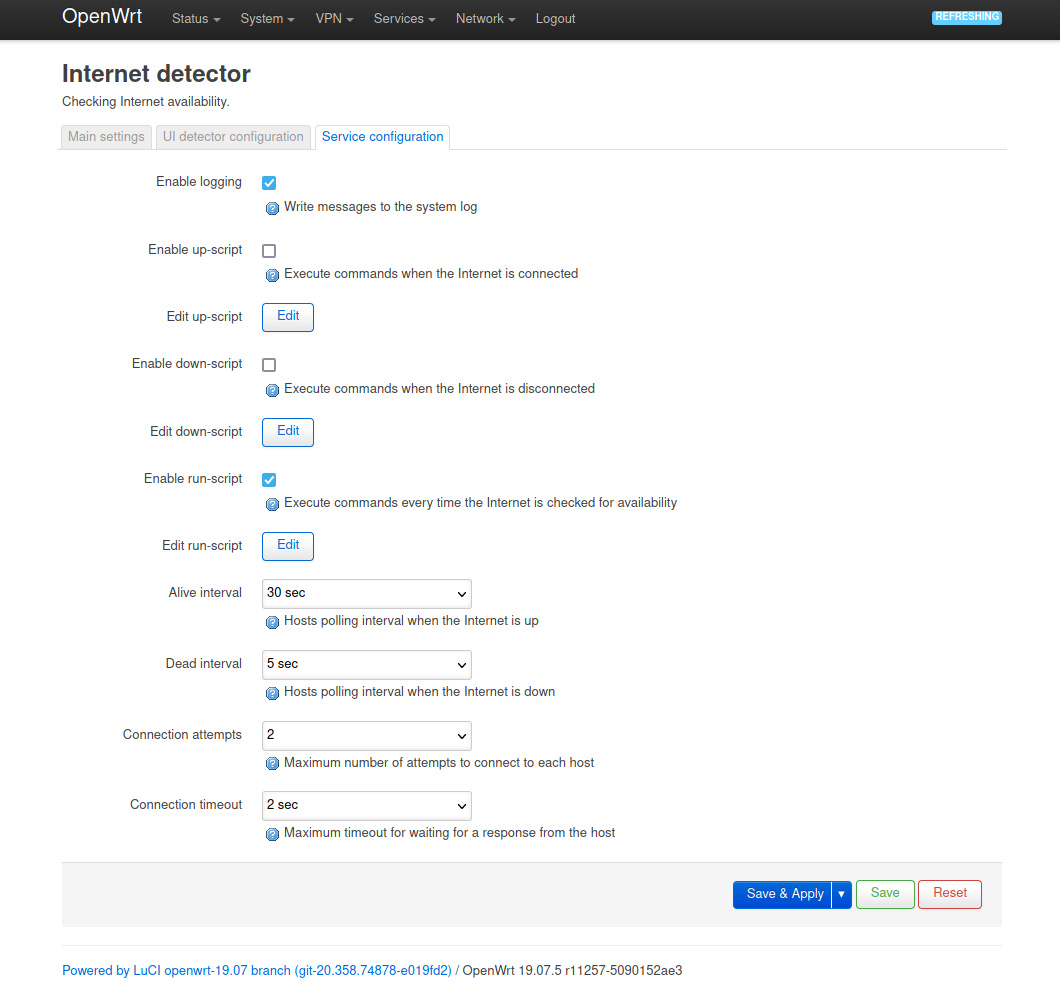 OpenWrt Status System VPN Services Network Logout REFRESHING
Internet detector
Checking Internet availability.
Main settings UI detector configuration Service configuration
Enable logging
Write messages to the system log
Enable up-script
Execute commands when the Internet is connected
Edit up-script Edit
Enable down-script
Execute commands when the Internet is disconnected
Edit down-script Edit
Enable run-script
Execute commands every time the Internet is checked for availability
Edit run-script Edit
Alive interval 30 sec
Hosts polling interval when the Internet is up
Dead interval 5 sec
Hosts polling interval when the Internet is down
Connection attempts 2
Maximum number of attempts to connect to each host
Connection timeout 2 sec
Maximum timeout for waiting for a response from the host
Save & Apply Save Reset
Powered by LuCI openwrt-19.07 branch (git-20.358.74878-e019fd2) / OpenWrt 19.07.5 r11257-5090152ae3